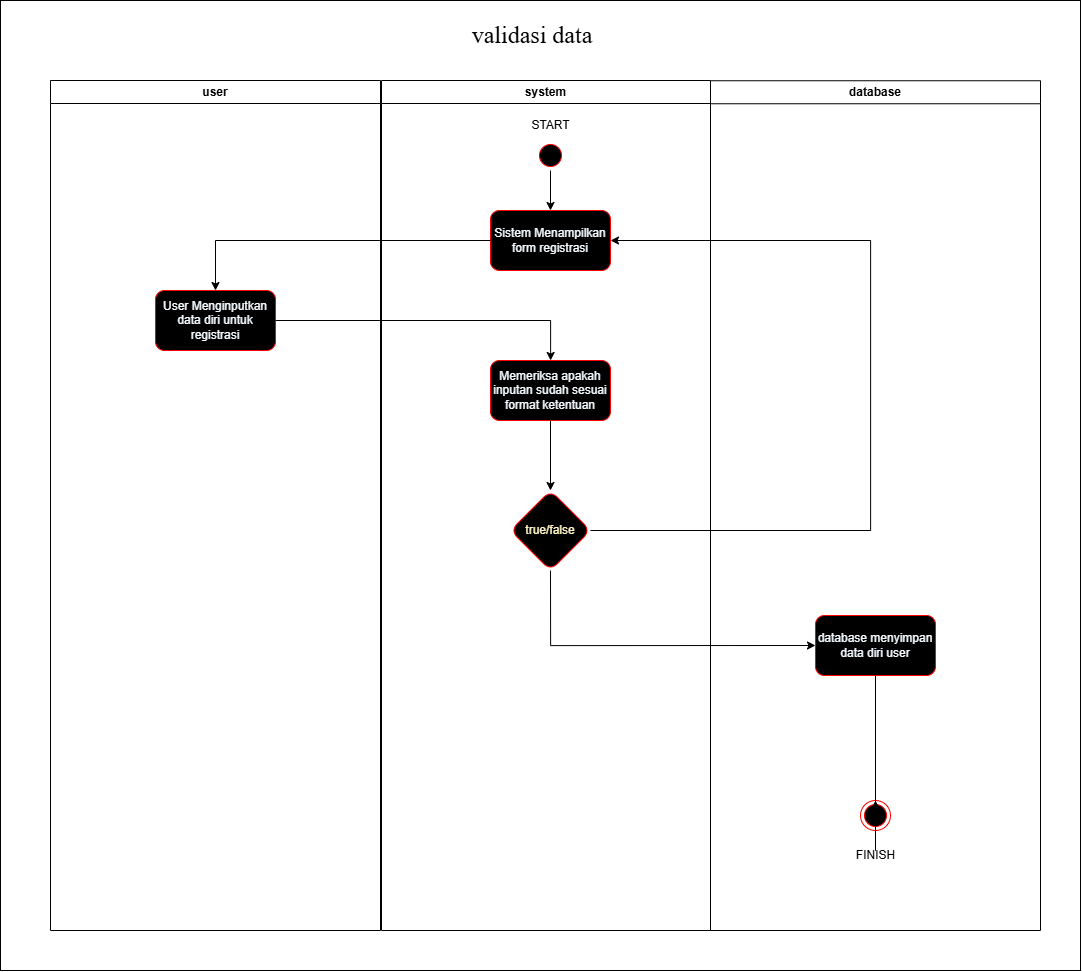 validasi data
user
system
database
START
Sistem Menampilkan
form registrasi
User Menginputkan
data diri untuk
registrasi
Memeriksa apakah
inputan sudah sesuai
format ketentuan
true/false
database menyimpan
data diri user
FINISH